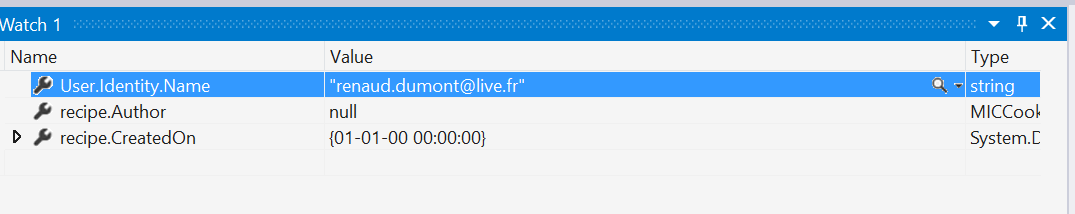 Watch 1
Name Value Type
User.Identity.Name "renaud.dumont@live.fr" string
recipe.Author null MICCook
recipe.CreatedOn {01-01-00 00:00:00} System.D